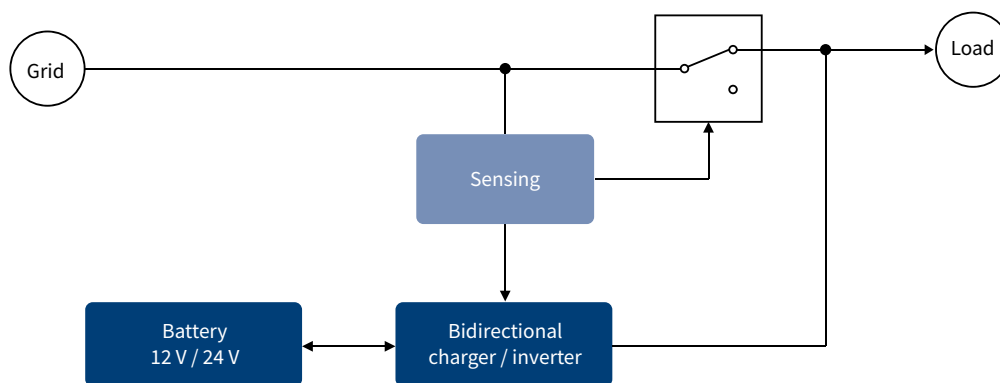 Grid
Load
Sensing
Battery
12 V / 24 V
Bidirectional
charger / inverter